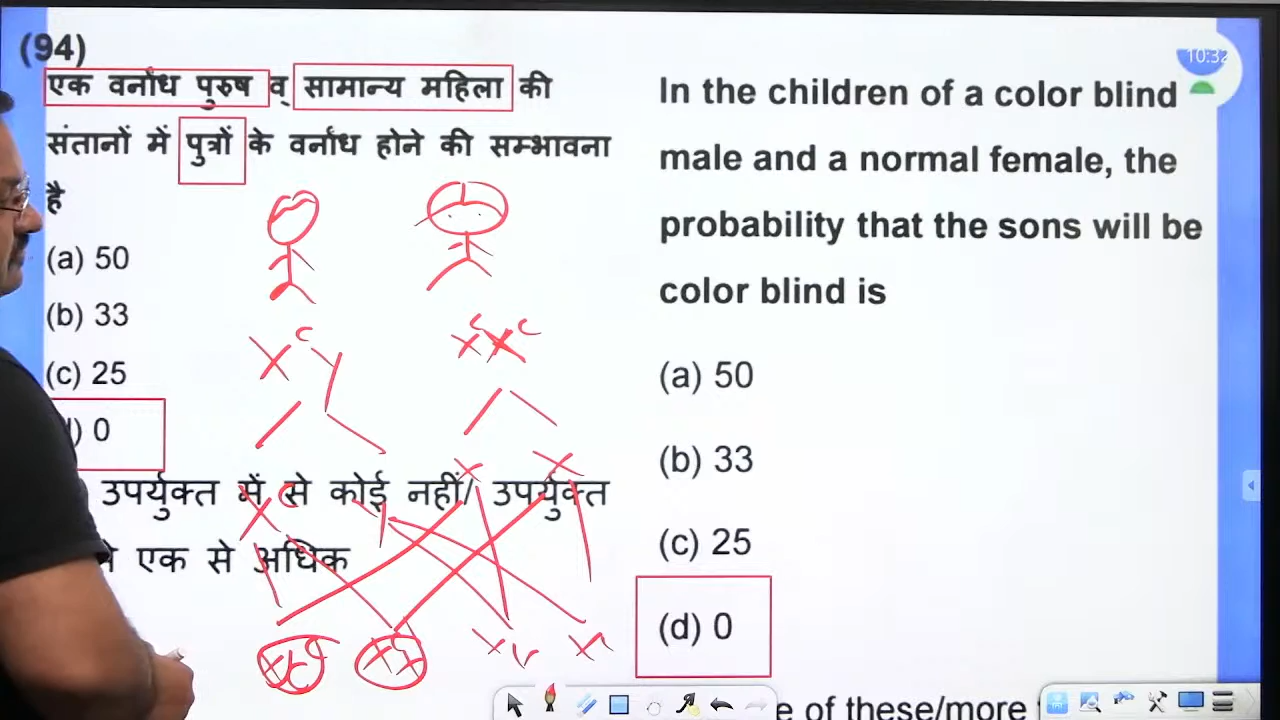 (94)
एक वर्नांध पुरुष व् सामान्य महिला की
संतानों में पुत्रों के वर्नांध होने की सम्भावना
है
(a) 50
(b) 33
(c) 25
) 0
उपर्युक्त में से कोई नहीं/ उपर्युक्त
एक से अधिक
In the children of a color blind
male and a normal female, the
probability that the sons will be
color blind is
(a) 50
(b) 33
(c) 25
(d) 0
e of these/more
10:32
X c Y
X c X c
X X
X c Y